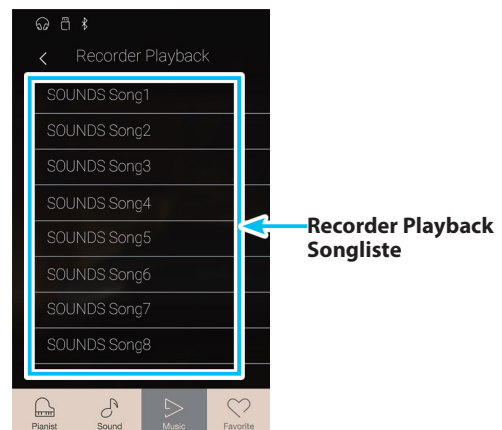 Recorder Playback
SOUNDS Song1
SOUNDS Song2
SOUNDS Song3
SOUNDS Song4
SOUNDS Song5
SOUNDS Song6
SOUNDS Song7
SOUNDS Song8
Recorder Playback
Songliste
Pianist Sound Music Favorite